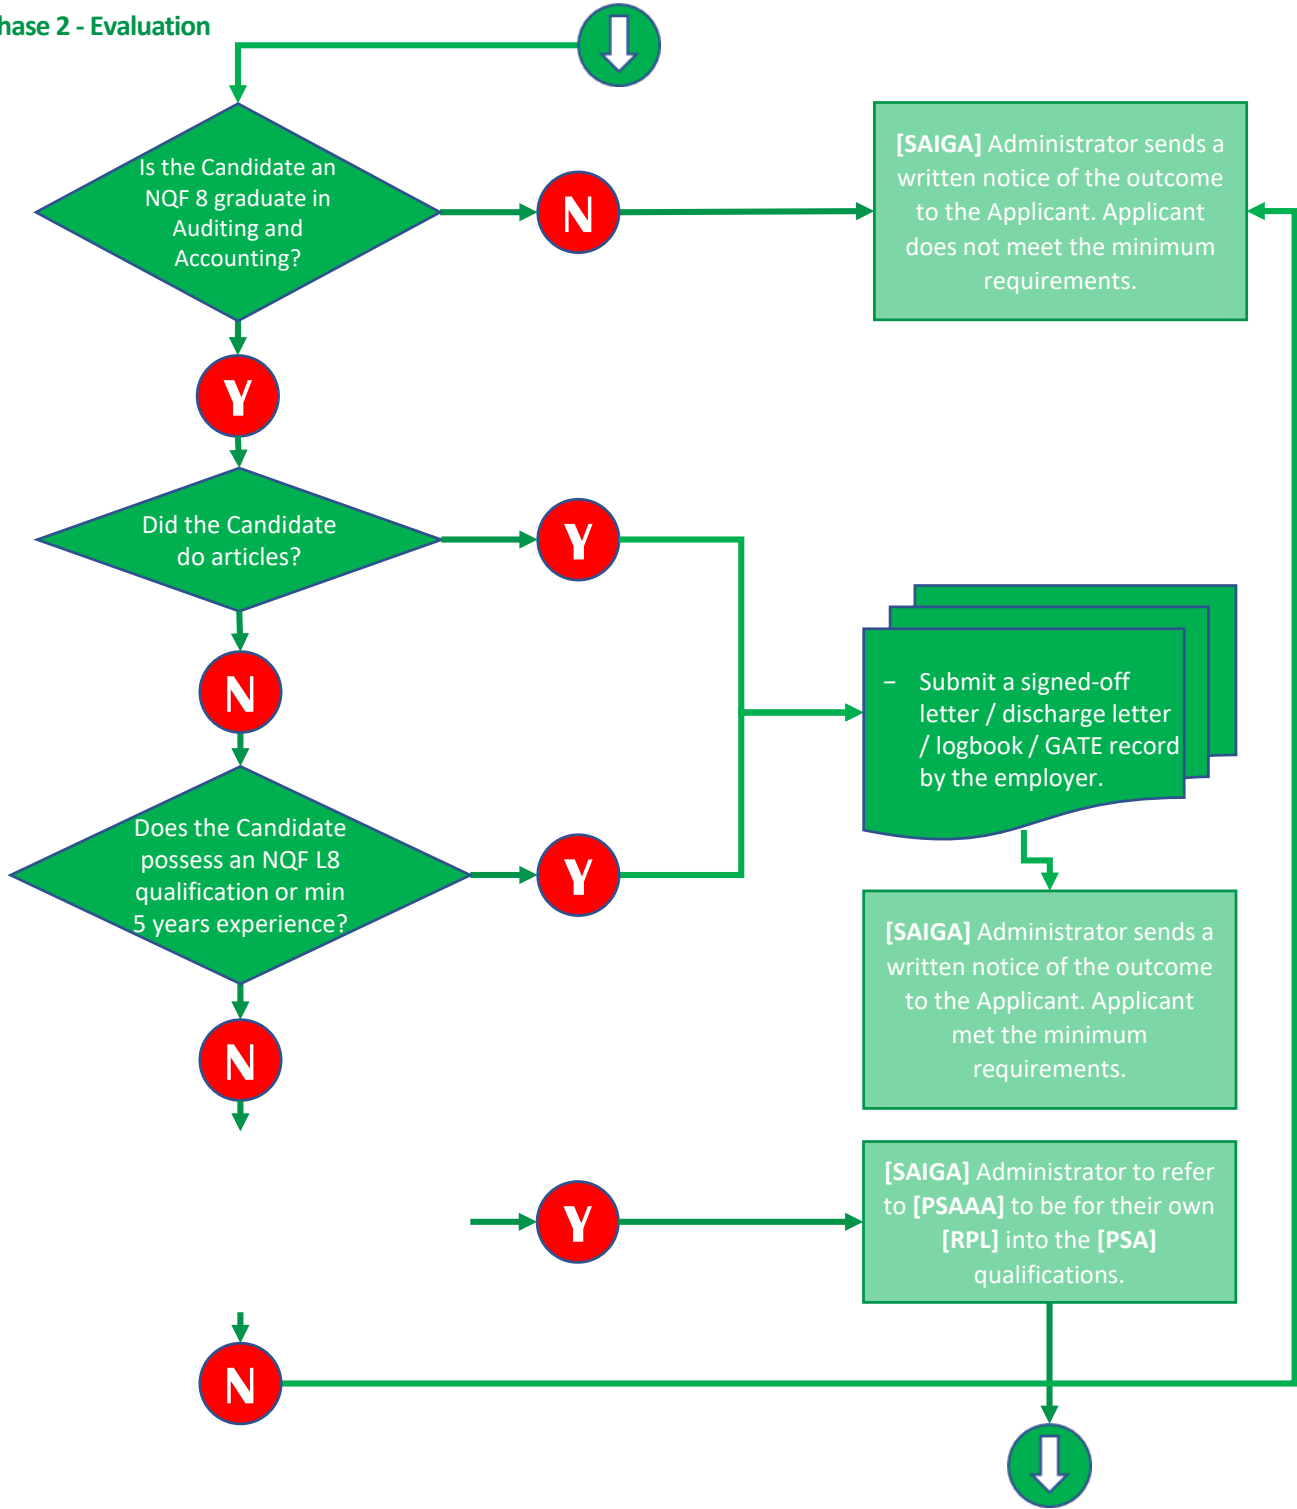 hase 2 - Evaluation
Is the Candidate an
NQF 8 graduate in
Auditing and
Accounting?
N
[SAIGA] Administrator sends a
written notice of the outcome
to the Applicant. Applicant
does not meet the minimum
requirements.
Y
Did the Candidate
do articles?
Y
N
– Submit a signed-off
letter / discharge letter
/ logbook / GATE record
by the employer.
Does the Candidate
possess an NQF L8
qualification or min
5 years experience?
Y
[SAIGA] Administrator sends a
written notice of the outcome
to the Applicant. Applicant
met the minimum
requirements.
N
Y
[SAIGA] Administrator to refer
to [PSAAA] to be for their own
[RPL] into the [PSA]
qualifications.
N